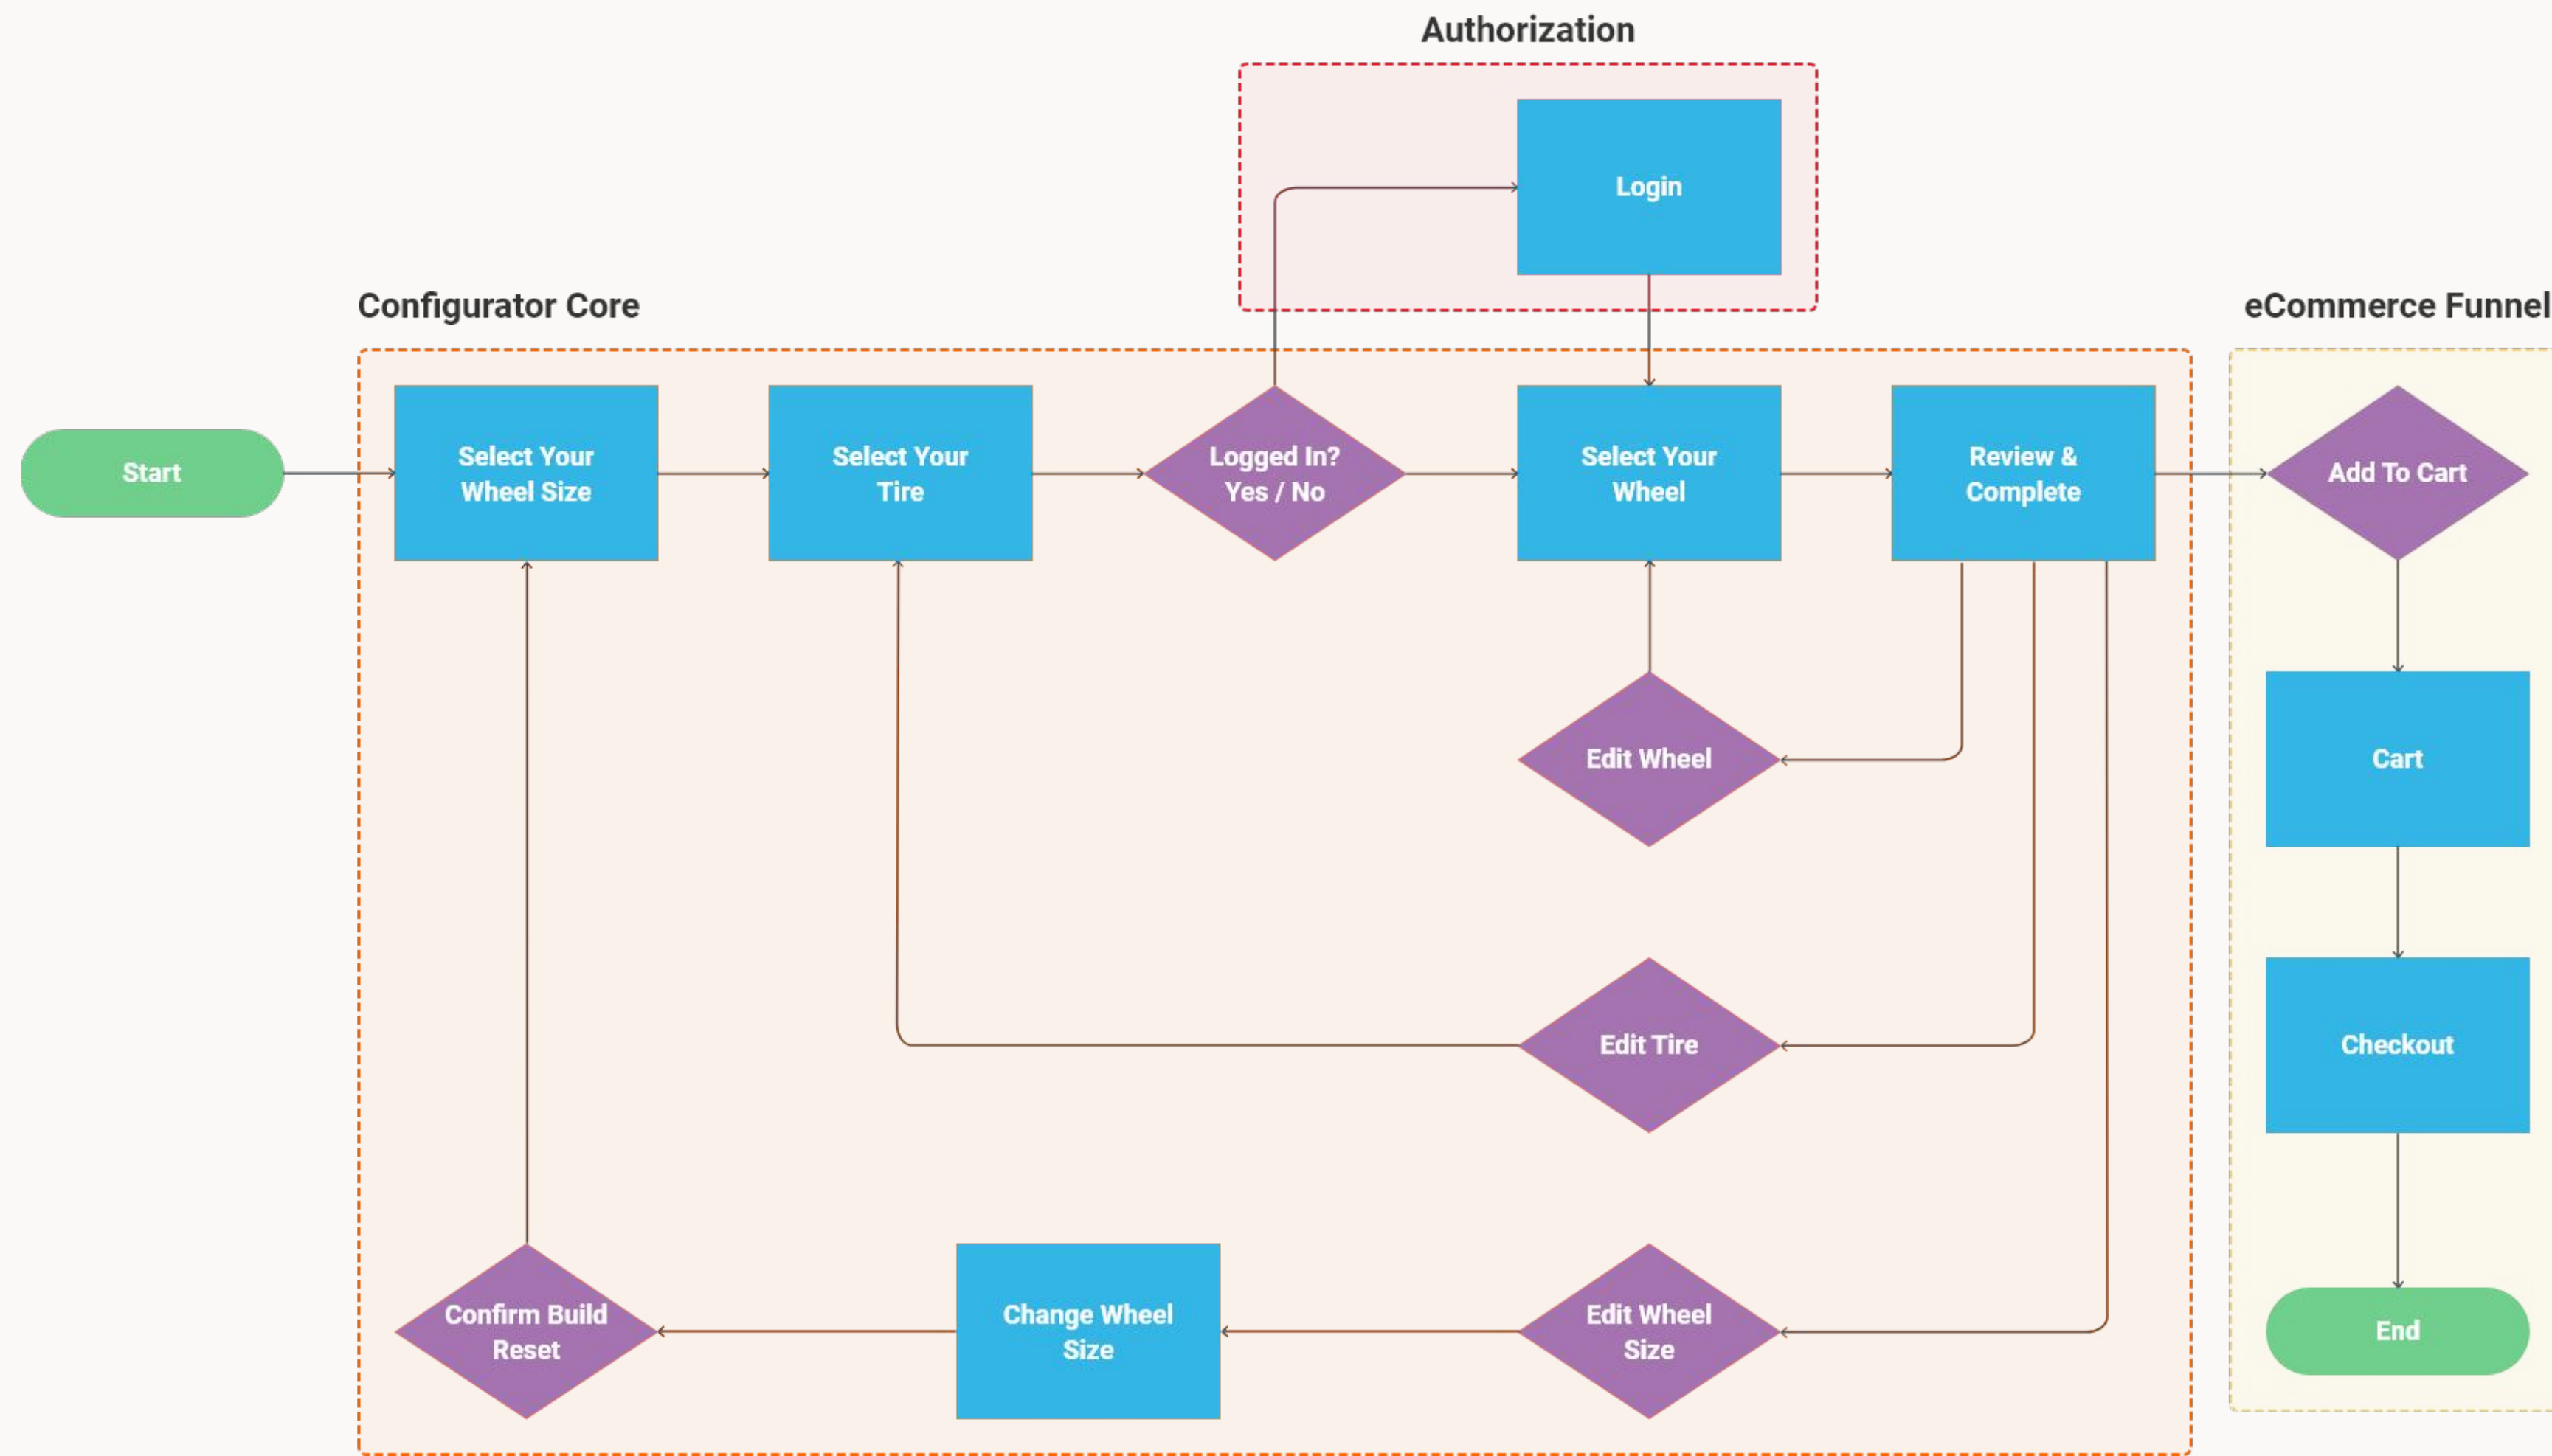 Authorization
Login
Configurator Core
eCommerce Funnel
Start
Select Your
Wheel Size
Select Your
Tire
Logged In?
Yes / No
Select Your
Wheel
Review &
Complete
Add To Cart
Edit Wheel
Cart
Edit Tire
Checkout
Confirm Build
Reset
Change Wheel
Size
Edit Wheel
Size
End